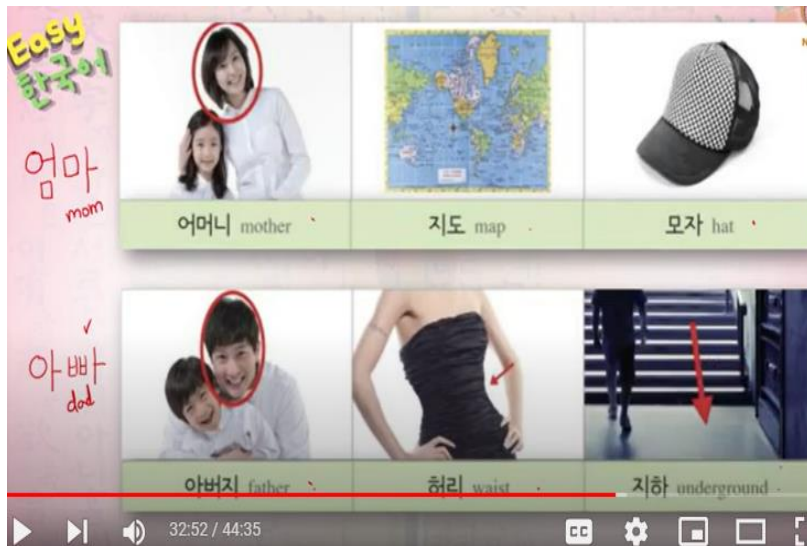 Easy
한국어
엄마
mom
어머니 mother
지도 map
모자 hat
아빠
dad
아버지 father
허리 waist
지하 underground
32:52 / 44:35
CC